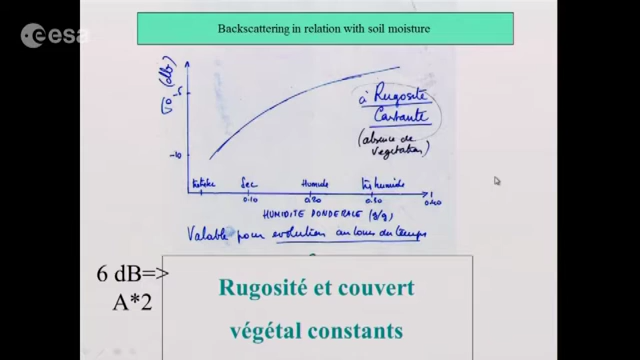 esa
Backscattering in relation with soil moisture
σ° (db)
-5
-10
à Rugosité
Constante
(absence de
Vegetation)
Sec
Humide
Très humide
0.10
0.20
0.30
0.40
HUMIDITE PONDERALE (g/g)
Valable pour evolution au cours du temps
6 dB=>
A*2
Rugosité et couvert
végétal constants